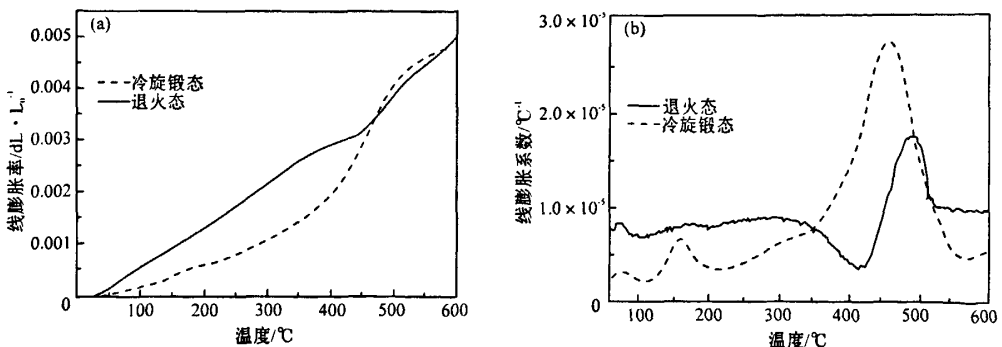 (a)
0.005
0.004
0.003
0.002
0.001
0
线膨胀率/dL·L₀⁻¹
冷旋锻态
退火态
100
200
300
400
500
600
温度/℃
(b)
3.0×10⁻⁵
2.0×10⁻⁵
1.0×10⁻⁵
0
线膨胀系数/℃⁻¹
退火态
冷旋锻态
100
200
300
400
500
600
温度/℃